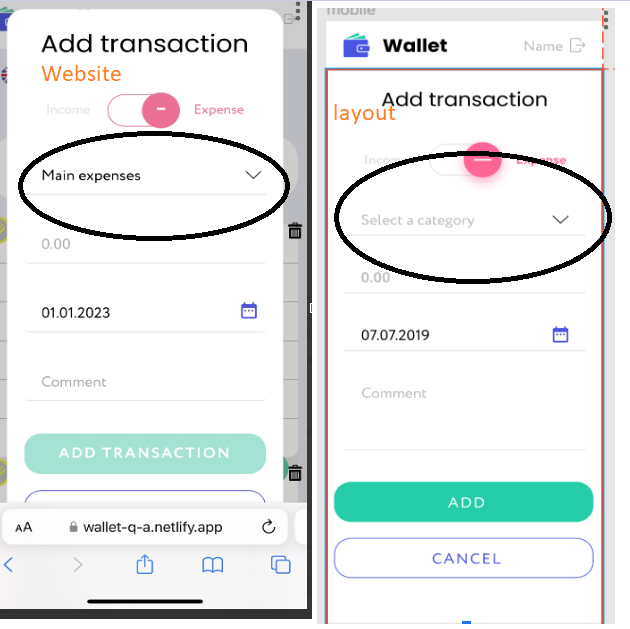 Add transaction
Website
Income
Expense
Main expenses
0.00
01.01.2023
Comment
ADD TRANSACTION
AA
wallet-q-a.netlify.app
mobile
Wallet
Name
Add transaction
layout
Income
Expense
Select a category
0.00
07.07.2019
Comment
ADD
CANCEL